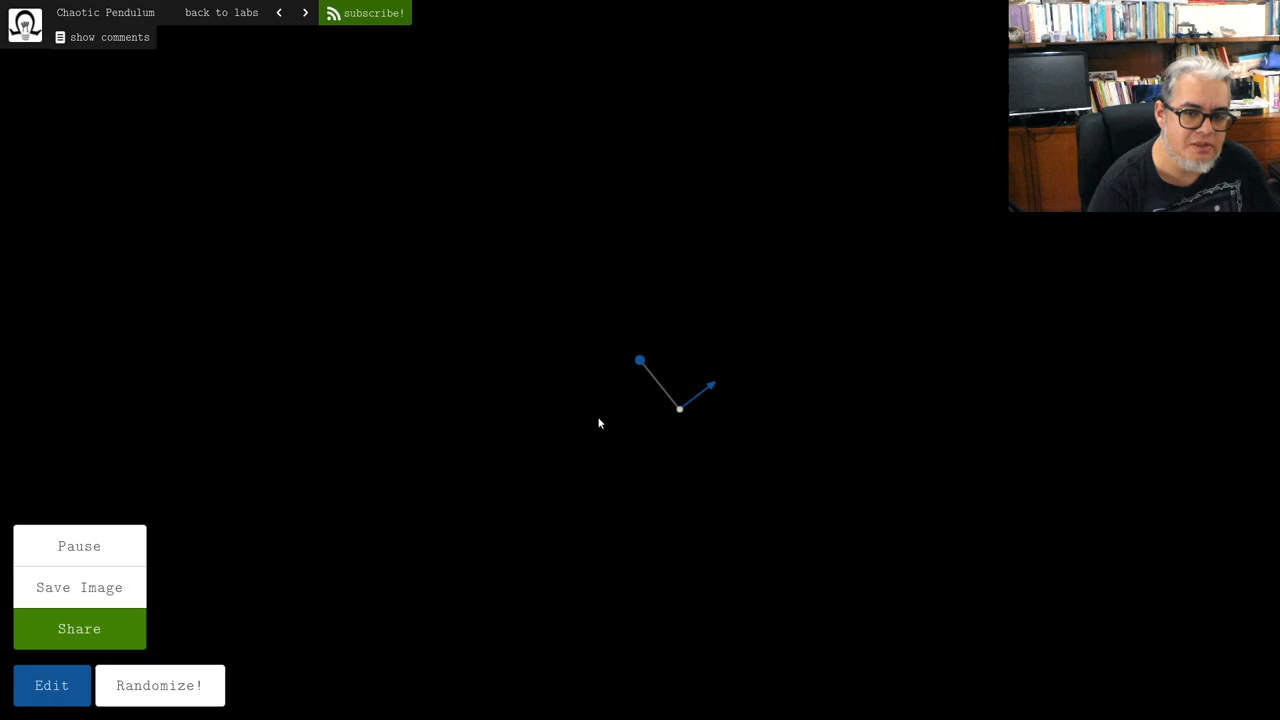 Chaotic Pendulum back to labs < > subscribe!
show comments
Pause
Save Image
Share
Edit Randomize!